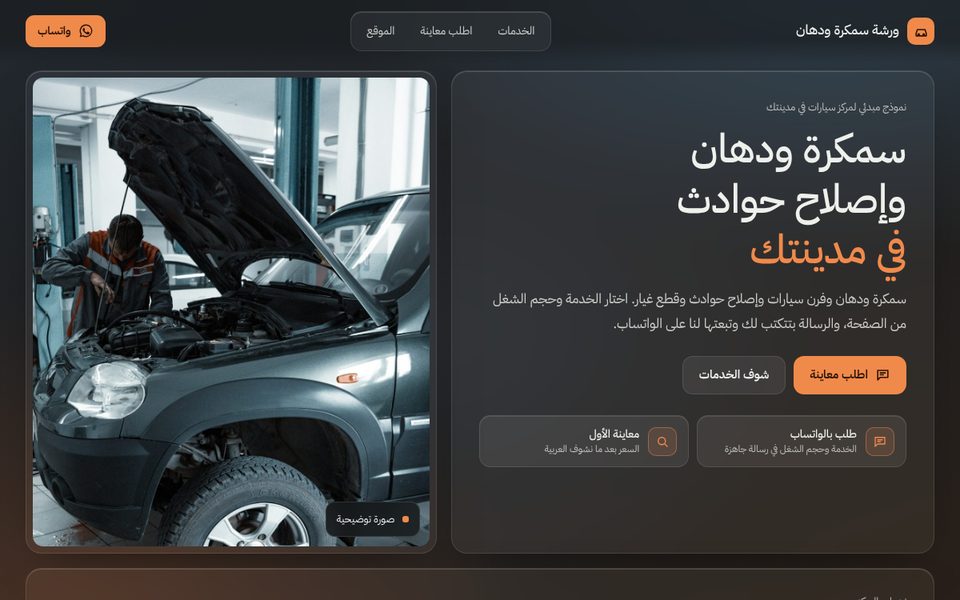 ورشة سمكرة ودهان
الخدمات
اطلب معاينة
الموقع
واتساب
نموذج مبدئي لمركز سيارات في مدينتك
سمكرة ودهان
وإصلاح حوادث
في مدينتك
سمكرة ودهان وفرن سيارات وإصلاح حوادث وقطع غيار. اختار الخدمة وحجم الشغل
من الصفحة، والرسالة بتتكتب لك وتبعتها لنا على الواتساب.
اطلب معاينة
شوف الخدمات
طلب بالواتساب
الخدمة وحجم الشغل في رسالة جاهزة
معاينة الأول
السعر بعد ما نشوف العربية
صورة توضيحية